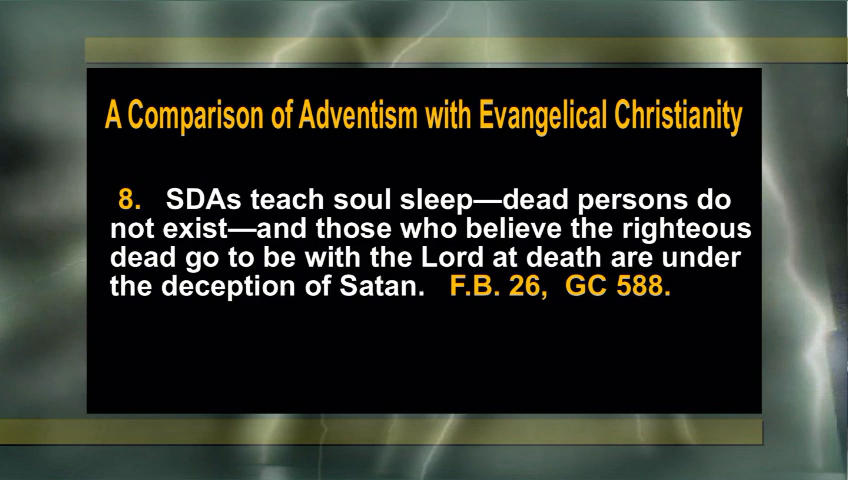 A Comparison of Adventism with Evangelical Christianity
8. SDAs teach soul sleep—dead persons do
not exist—and those who believe the righteous
dead go to be with the Lord at death are under
the deception of Satan. F.B. 26, GC 588.